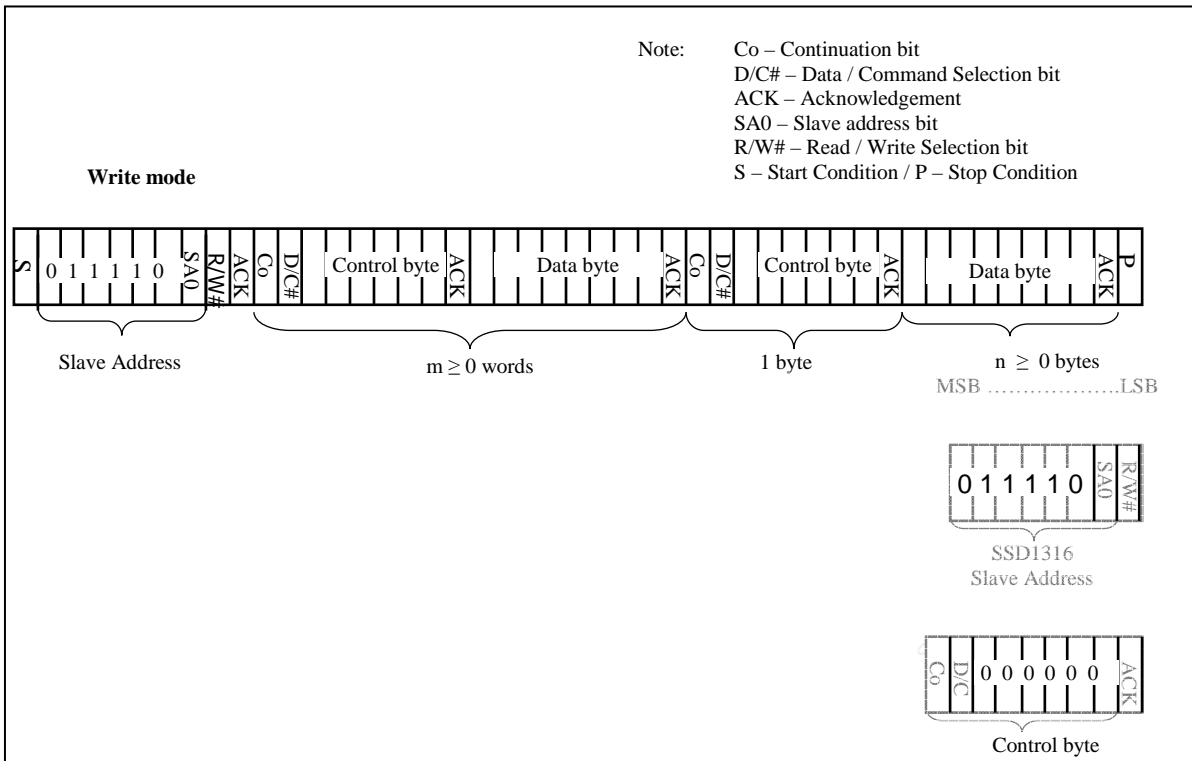 Note: Co – Continuation bit
D/C# – Data / Command Selection bit
ACK – Acknowledgement
SA0 – Slave address bit
R/W# – Read / Write Selection bit
S – Start Condition / P – Stop Condition
Write mode
S 0 1 1 1 1 0 SA0 R/W# ACK Co D/C# Control byte ACK Data byte ACK Co D/C# Control byte ACK Data byte ACK P
Slave Address m ≥ 0 words 1 byte n ≥ 0 bytes
MSB ………………….LSB
0 1 1 1 1 0 SA0 R/W#
SSD1316
Slave Address
Co D/C 0 0 0 0 0 0 ACK
Control byte